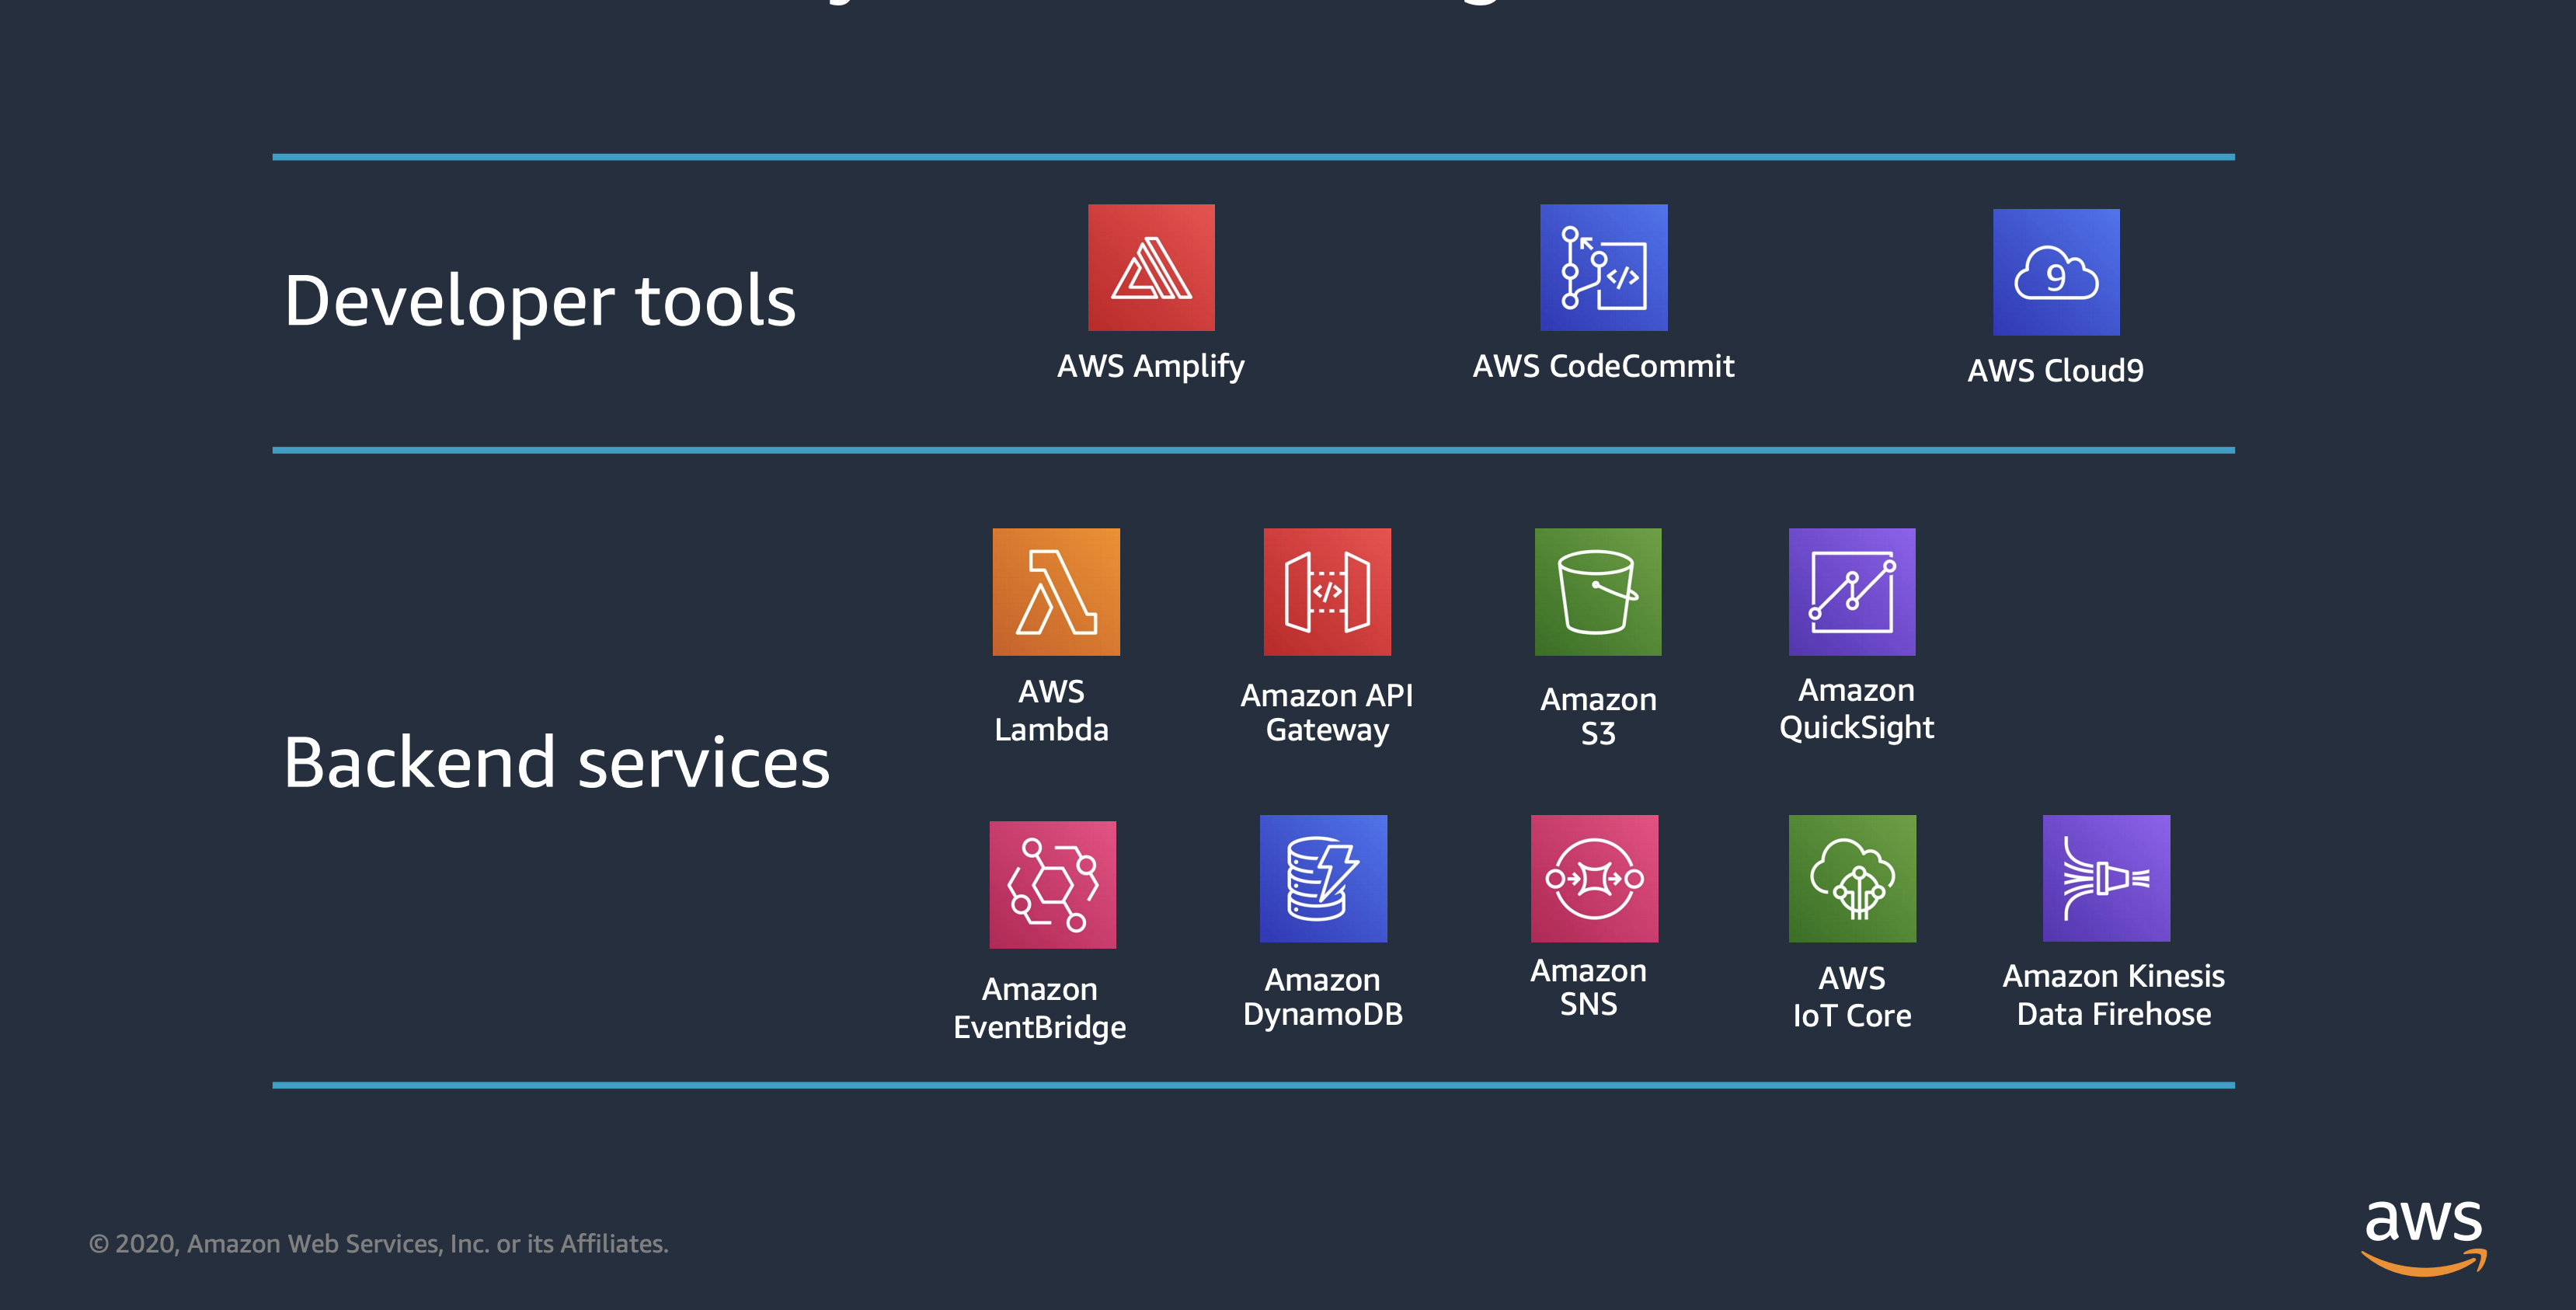 Developer tools
AWS Amplify
AWS CodeCommit
9
AWS Cloud9
Backend services
</>
</>
AWS
Lambda
Amazon API
Gateway
Amazon
S3
Amazon
QuickSight
Amazon
EventBridge
Amazon
DynamoDB
Amazon
SNS
AWS
IoT Core
Amazon Kinesis
Data Firehose
© 2020, Amazon Web Services, Inc. or its Affiliates.
aws